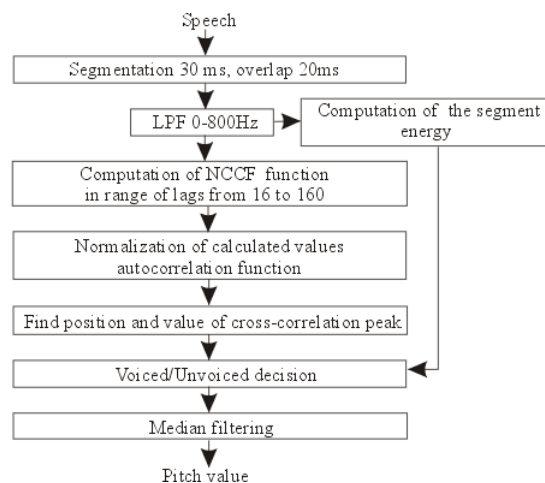 Speech
Segmentation 30 ms, overlap 20ms
LPF 0-800Hz
Computation of the segment
energy
Computation of NCCF function
in range of lags from 16 to 160
Normalization of calculated values
autocorrelation function
Find position and value of cross-correlation peak
Voiced/Unvoiced decision
Median filtering
Pitch value